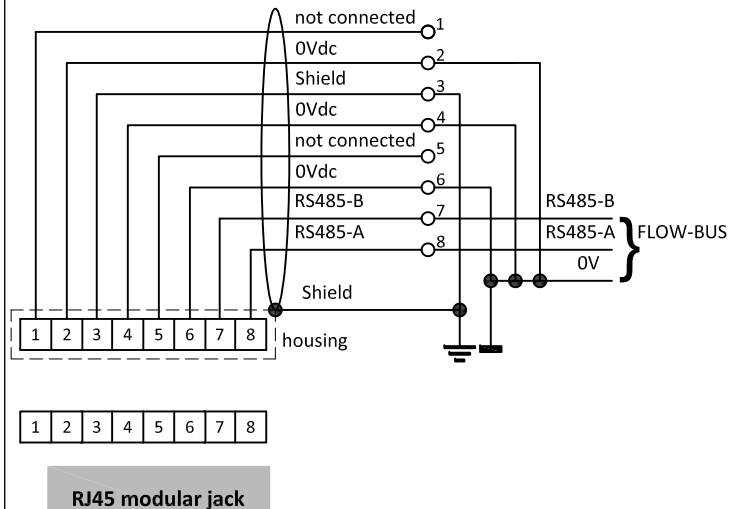 not connected 1
0Vdc 2
Shield 3
0Vdc 4
not connected 5
0Vdc 6
RS485-B 7 RS485-B
RS485-A 8 RS485-A FLOW-BUS
0V
Shield
1 2 3 4 5 6 7 8 housing
1 2 3 4 5 6 7 8
RJ45 modular jack